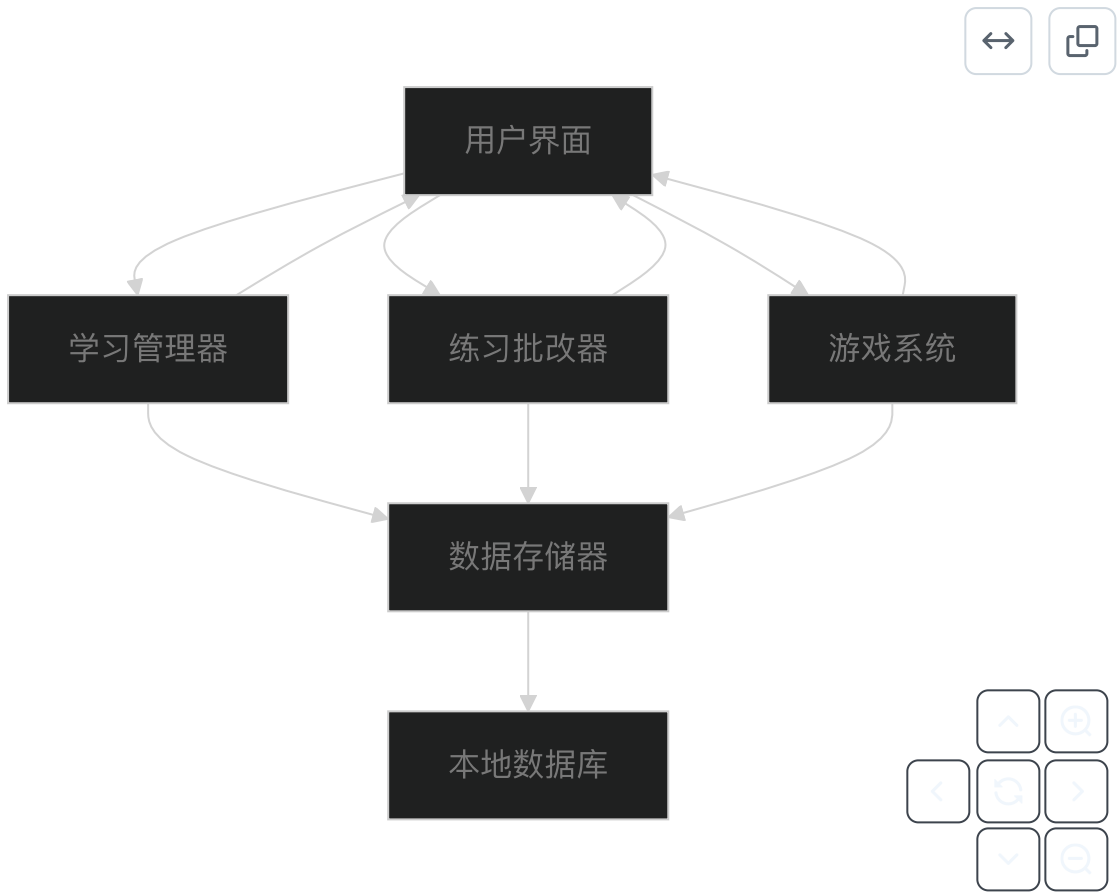 用户界面
学习管理器
练习批改器
游戏系统
数据存储器
本地数据库